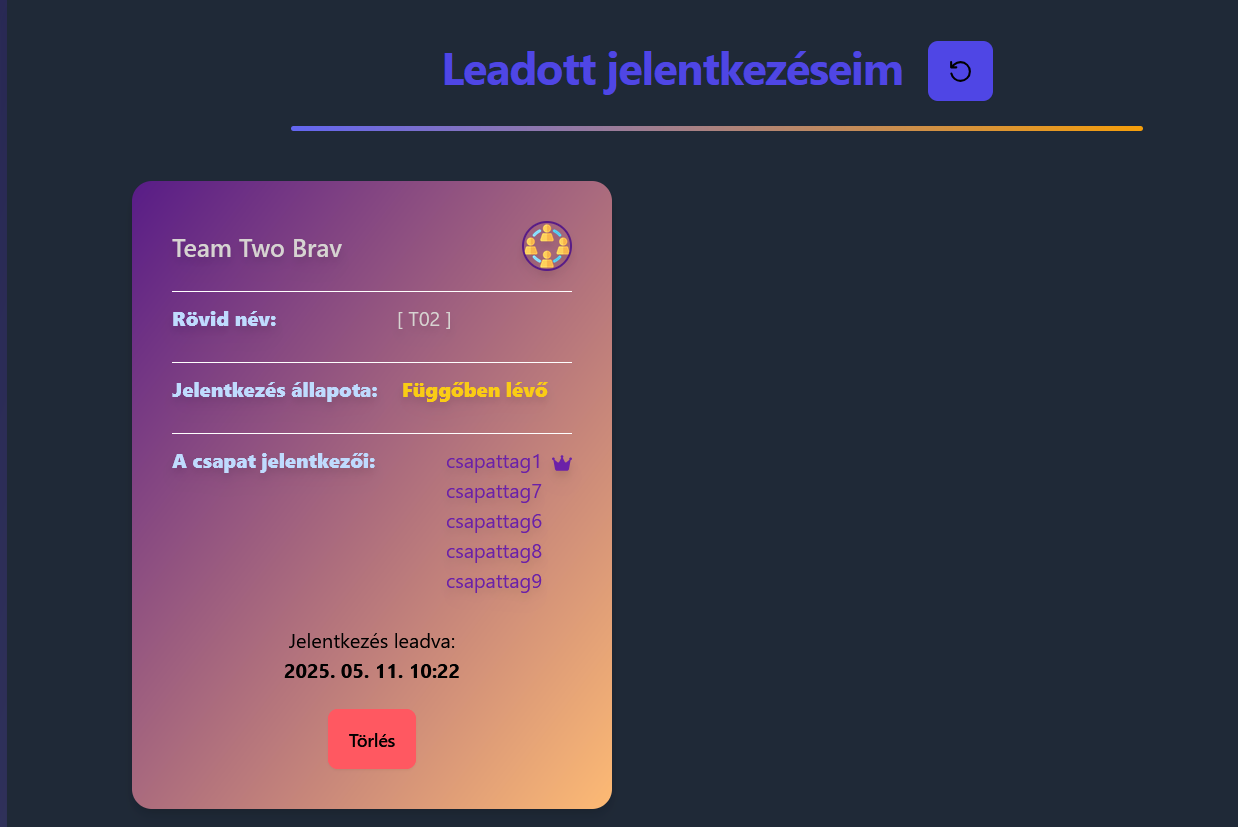 Leadott jelentkezéseim
Team Two Brav
Rövid név: [ T02 ]
Jelentkezés állapota: Függőben lévő
A csapat jelentkezői: csapattag1
csapattag7
csapattag6
csapattag8
csapattag9
Jelentkezés leadva:
2025. 05. 11. 10:22
Törlés